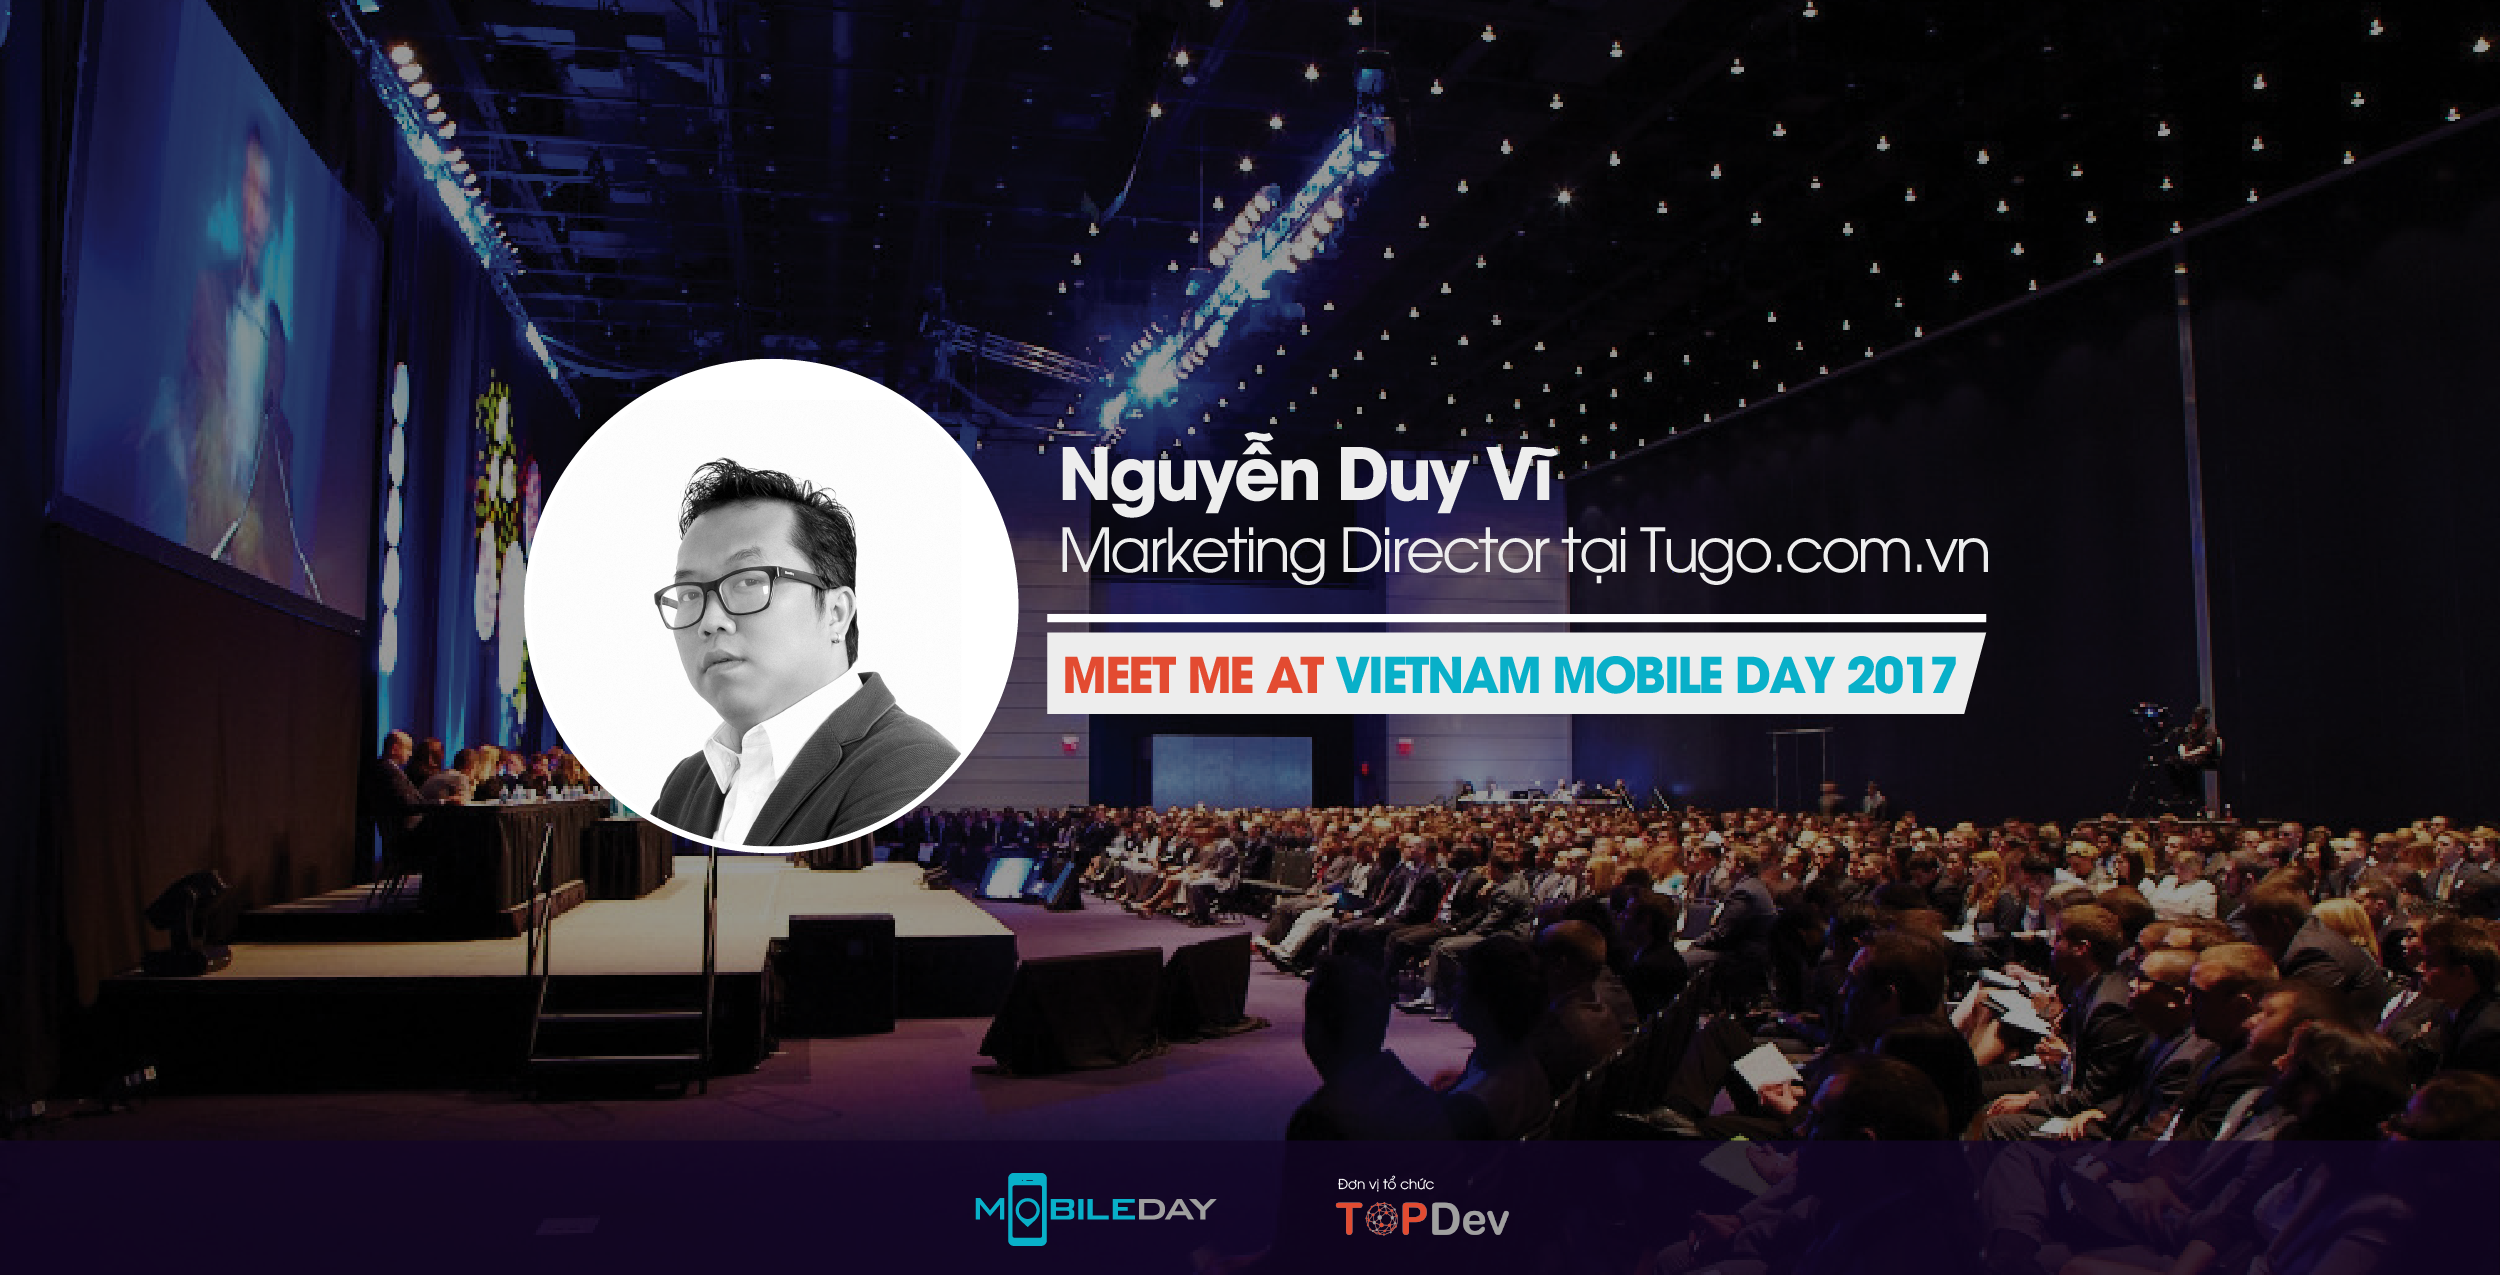 Nguyễn Duy Vĩ
Marketing Director tại Tugo.com.vn
MEET ME AT VIETNAM MOBILE DAY 2017
MOBILEDAY
Đơn vị tổ chức
TOPDev